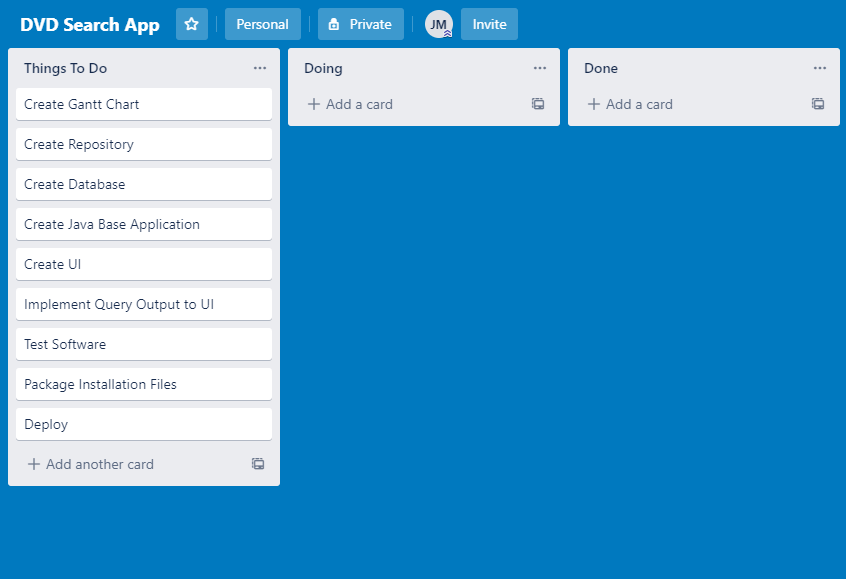 DVD Search App
Personal
Private
JM
Invite
Things To Do
Create Gantt Chart
Create Repository
Create Database
Create Java Base Application
Create UI
Implement Query Output to UI
Test Software
Package Installation Files
Deploy
Add another card
Doing
Add a card
Done
Add a card